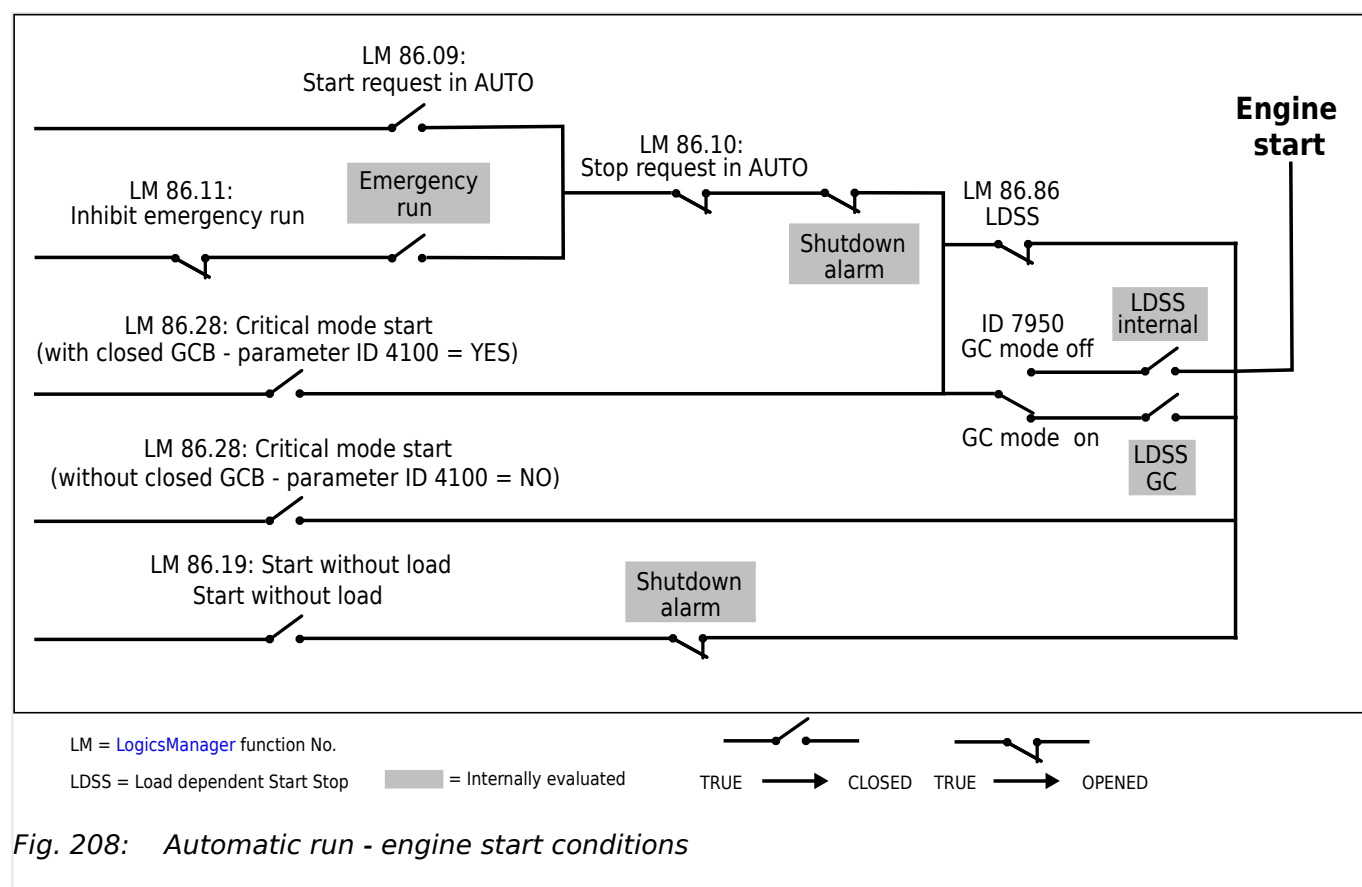 LM 86.09:
Start request in AUTO
Engine
start
LM 86.10:
Stop request in AUTO
LM 86.11:
Inhibit emergency run
Emergency
run
LM 86.86
LDSS
Shutdown
alarm
LM 86.28: Critical mode start
(with closed GCB - parameter ID 4100 = YES)
ID 7950
GC mode off
LDSS
internal
GC mode on
LDSS
GC
LM 86.28: Critical mode start
(without closed GCB - parameter ID 4100 = NO)
LM 86.19: Start without load
Start without load
Shutdown
alarm
LM = LogicsManager function No.
LDSS = Load dependent Start Stop
= Internally evaluated
TRUE CLOSED
TRUE OPENED
Fig. 208: Automatic run - engine start conditions